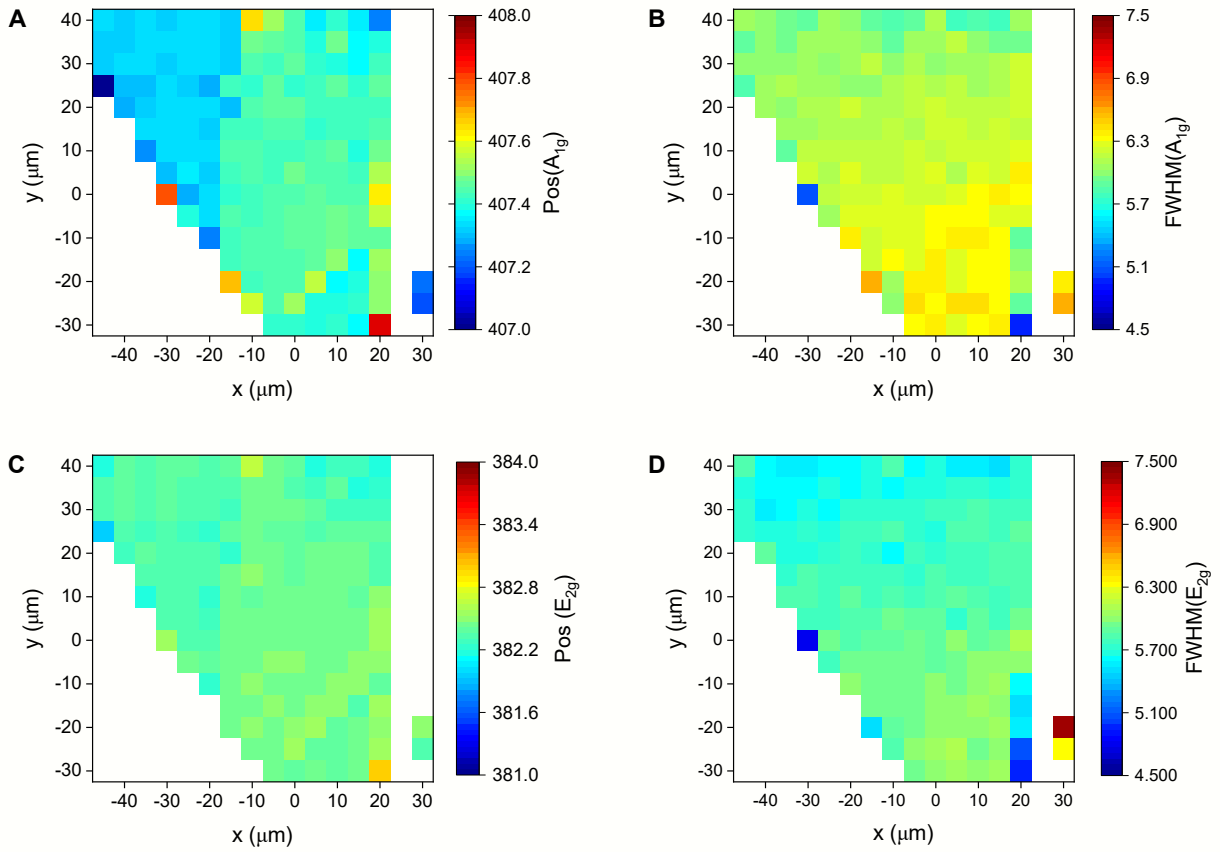 A
40
30
20
10
0
-10
-20
-30
y (μm)
-40 -30 -20 -10 0 10 20 30
x (μm)
408.0
407.8
407.6
407.4
407.2
407.0
Pos(A1g)
B
40
30
20
10
0
-10
-20
-30
y (μm)
-40 -30 -20 -10 0 10 20 30
x (μm)
7.5
6.9
6.3
5.7
5.1
4.5
FWHM(A1g)
C
40
30
20
10
0
-10
-20
-30
y (μm)
-40 -30 -20 -10 0 10 20 30
x (μm)
384.0
383.4
382.8
382.2
381.6
381.0
Pos (E2g)
D
40
30
20
10
0
-10
-20
-30
y (μm)
-40 -30 -20 -10 0 10 20 30
x (μm)
7.500
6.900
6.300
5.700
5.100
4.500
FWHM(E2g)